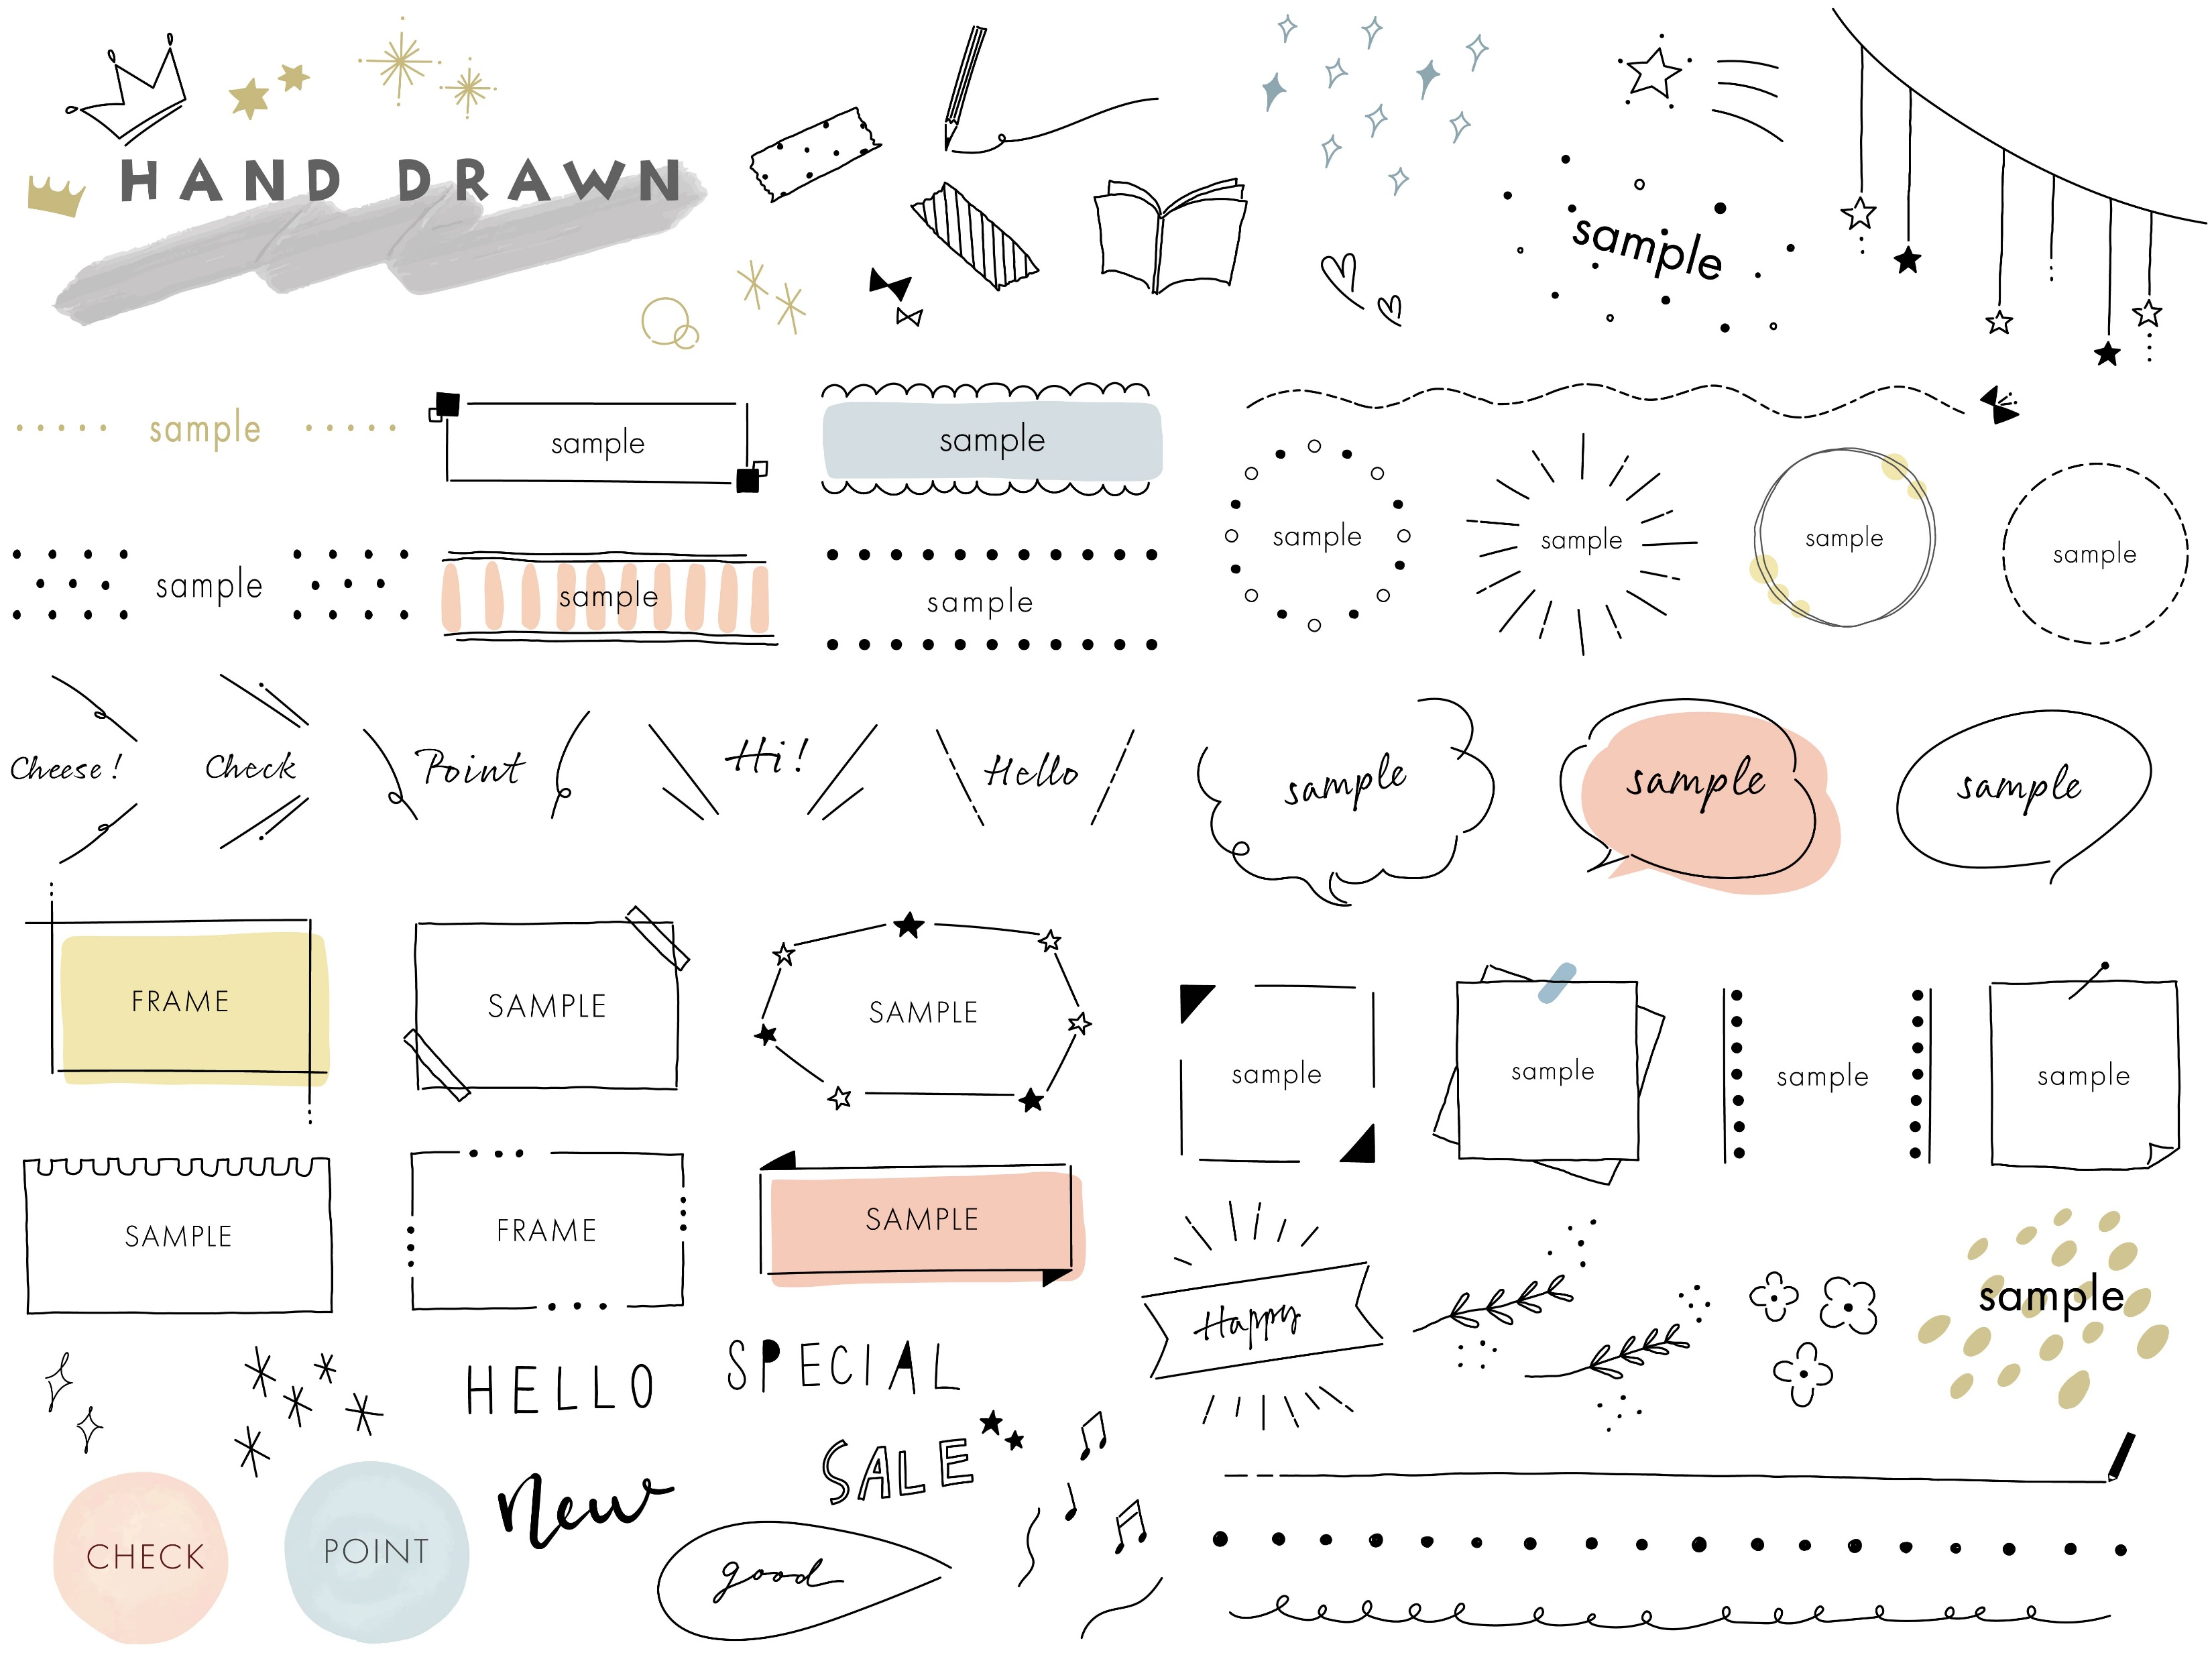 HAND DRAWN
sample
sample
sample
sample
sample
sample
sample
sample
sample
sample
sample
Cheese!
Check
Point
Hi!
Hello
sample
sample
sample
FRAME
SAMPLE
SAMPLE
sample
sample
sample
sample
SAMPLE
FRAME
SAMPLE
Happy
sample
HELLO
SPECIAL
SALE
New
CHECK
POINT
good